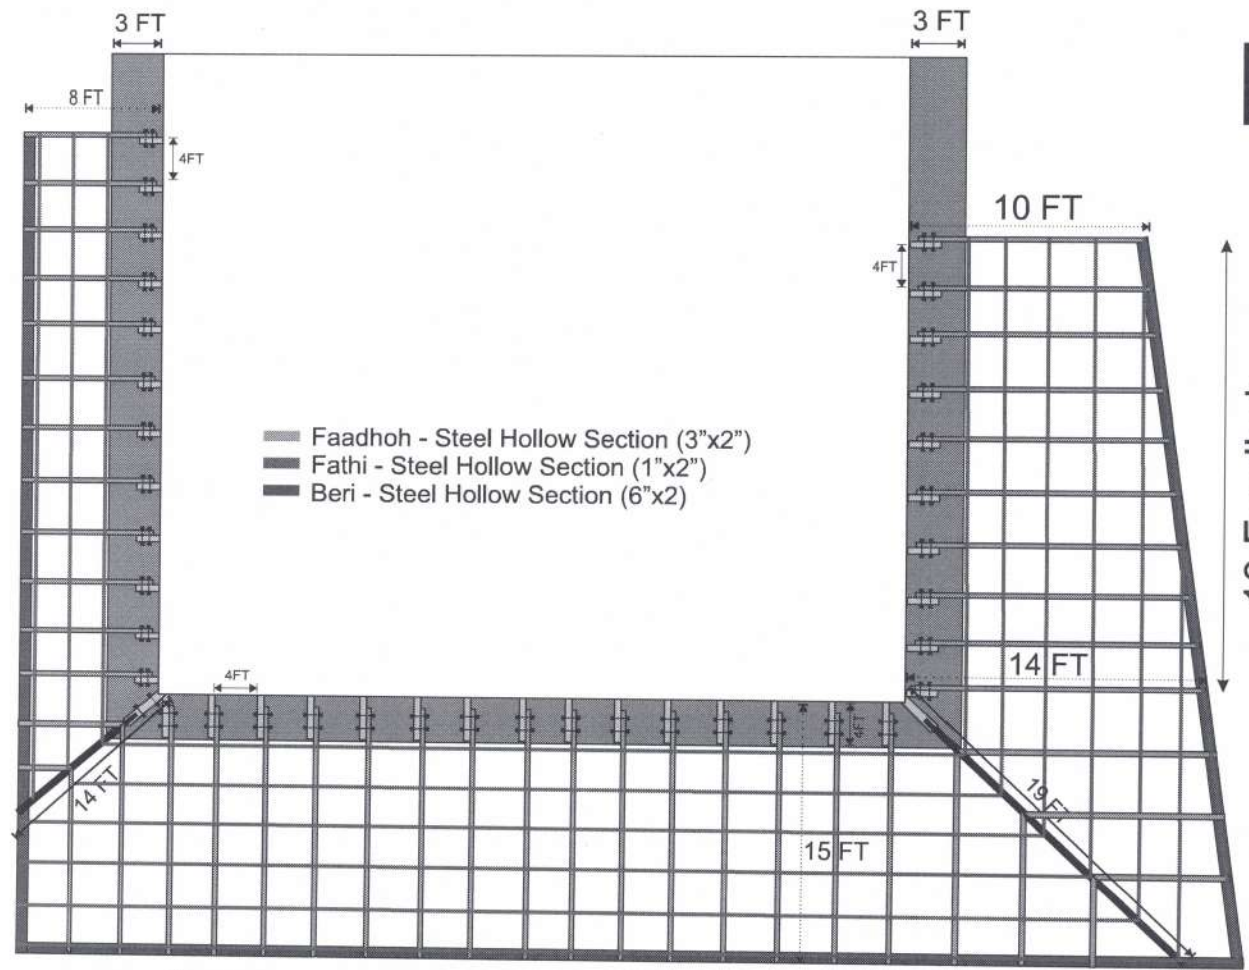 3 FT
3 FT
8 FT
4FT
10 FT
4FT
Faadhoh - Steel Hollow Section (3"x2")
Fathi - Steel Hollow Section (1"x2")
Beri - Steel Hollow Section (6"x2)
14 FT
4FT
4FT
14 FT
19 FT
15 FT